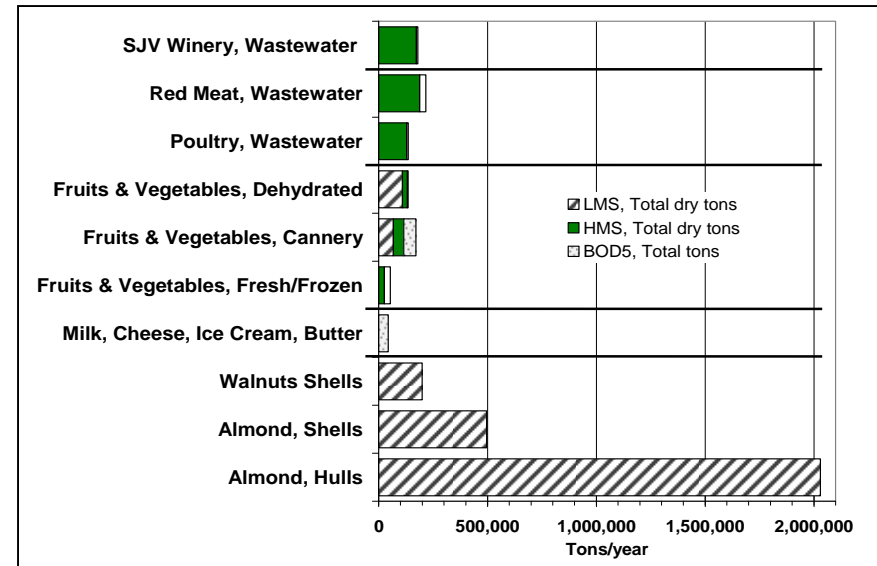 SJV Winery, Wastewater
Red Meat, Wastewater
Poultry, Wastewater
Fruits & Vegetables, Dehydrated
Fruits & Vegetables, Cannery
Fruits & Vegetables, Fresh/Frozen
Milk, Cheese, Ice Cream, Butter
Walnuts Shells
Almond, Shells
Almond, Hulls
LMS, Total dry tons
HMS, Total dry tons
BOD5, Total tons
0 500,000 1,000,000 1,500,000 2,000,000
Tons/year